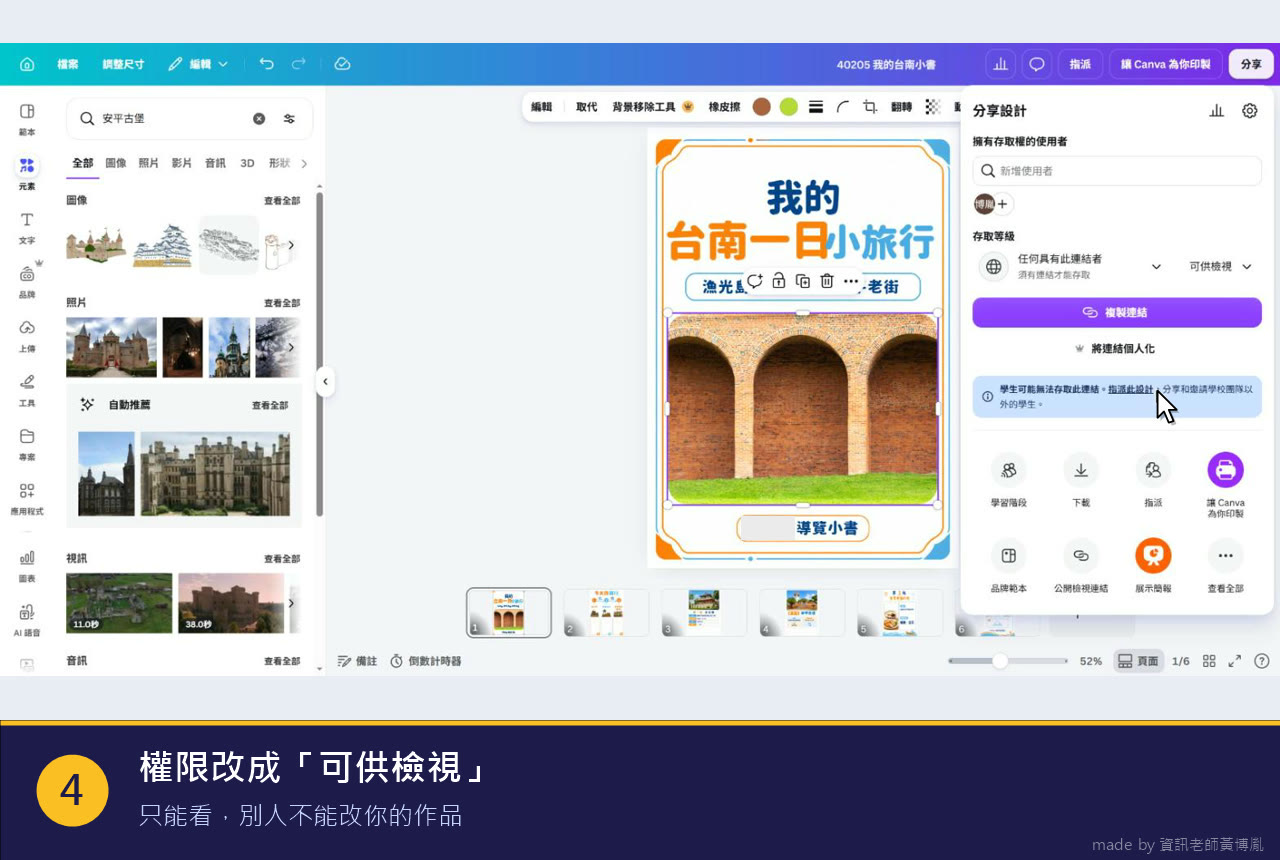 檔案
調整尺寸
編輯
40205 我的台南小書
指派
讓 Canva 為你印製
分享
範本
元素
文字
品牌
上傳
工具
專案
應用程式
圖表
AI 語音
安平古堡
全部
圖像
照片
影片
音訊
3D
形狀
圖像
查看全部
照片
查看全部
自動推薦
查看全部
視訊
查看全部
11.0秒
38.0秒
音訊
查看全部
編輯
取代
背景移除工具
橡皮擦
翻轉
我的
台南一日小旅行
漁光島
老街
導覽小書
分享設計
擁有存取權的使用者
新增使用者
博胤
存取等級
任何具有此連結者
須有連結才能存取
可供檢視
複製連結
將連結個人化
學生可能無法存取此連結。指派此設計，分享和邀請學校團隊以
外的學生。
學習階段
下載
指派
讓 Canva
為你印製
品牌範本
公開檢視連結
展示簡報
查看全部
1
2
3
4
5
6
備註
倒數計時器
52%
頁面
1/6
4
權限改成「可供檢視」
只能看，別人不能改你的作品
made by 資訊老師黃博胤